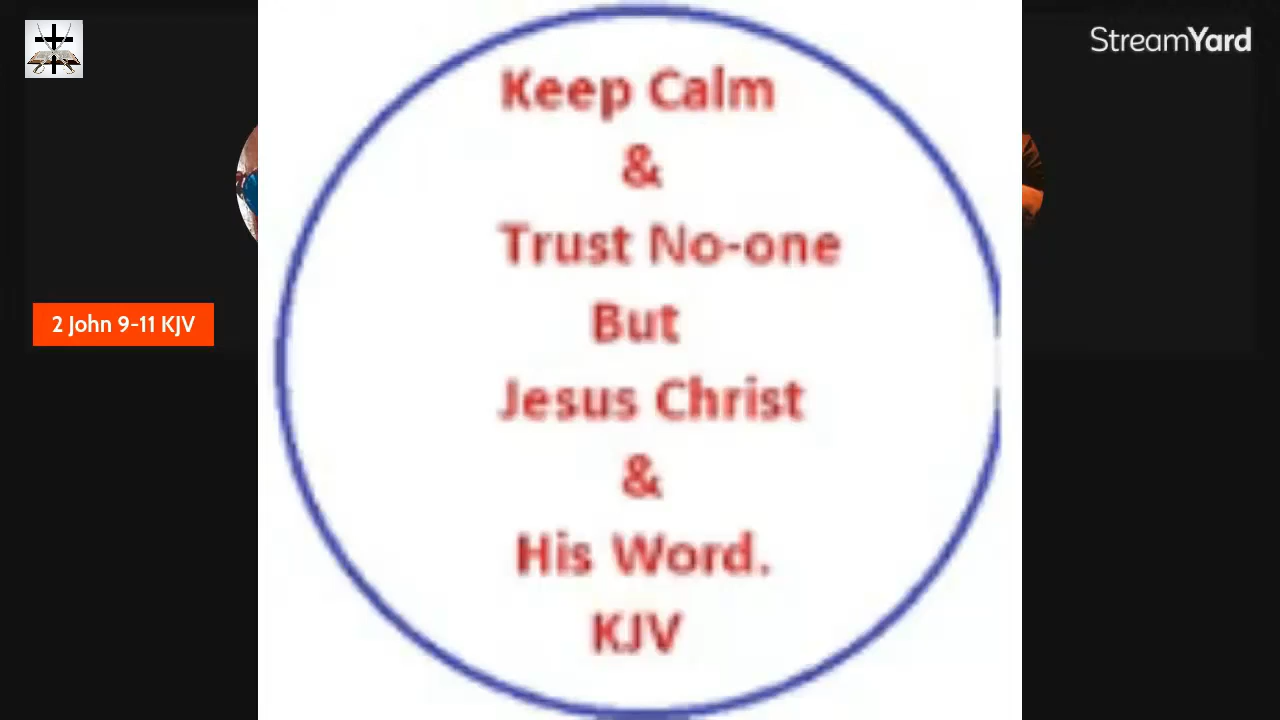 StreamYard
Keep Calm
&
Trust No-one
But
Jesus Christ
&
His Word.
KJV
2 John 9-11 KJV